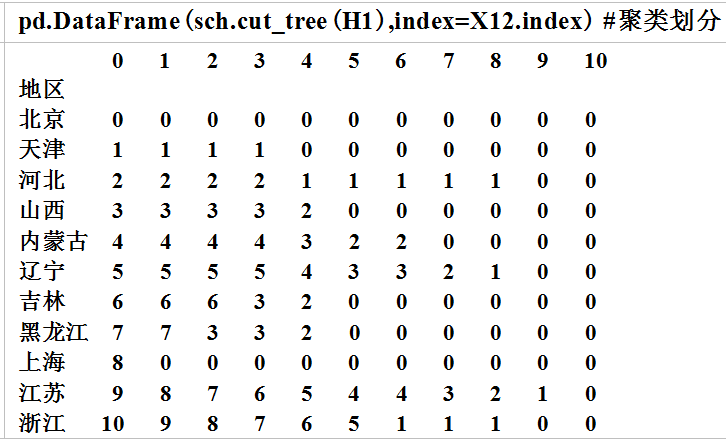 pd.DataFrame(sch.cut_tree(H1),index=X12.index) #聚类划分
0 1 2 3 4 5 6 7 8 9 10
地区
北京 0 0 0 0 0 0 0 0 0 0 0
天津 1 1 1 1 0 0 0 0 0 0 0
河北 2 2 2 2 1 1 1 1 1 0 0
山西 3 3 3 3 2 0 0 0 0 0 0
内蒙古 4 4 4 4 3 2 2 0 0 0 0
辽宁 5 5 5 5 4 3 3 2 1 0 0
吉林 6 6 6 3 2 0 0 0 0 0 0
黑龙江 7 7 3 3 2 0 0 0 0 0 0
上海 8 0 0 0 0 0 0 0 0 0 0
江苏 9 8 7 6 5 4 4 3 2 1 0
浙江 10 9 8 7 6 5 1 1 1 0 0